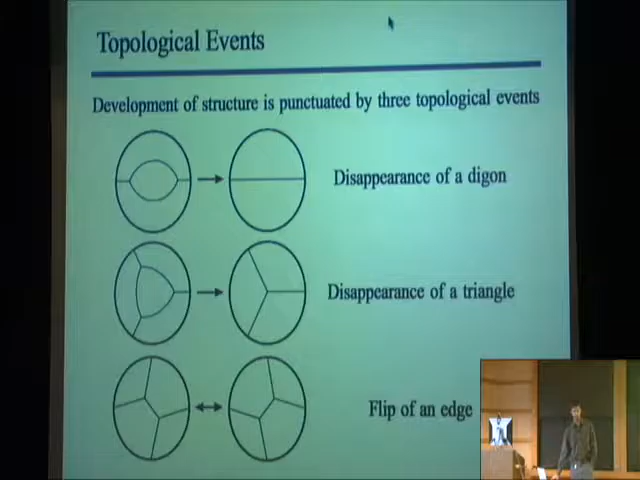 Topological Events
Development of structure is punctuated by three topological events
Disappearance of a digon
Disappearance of a triangle
Flip of an edge